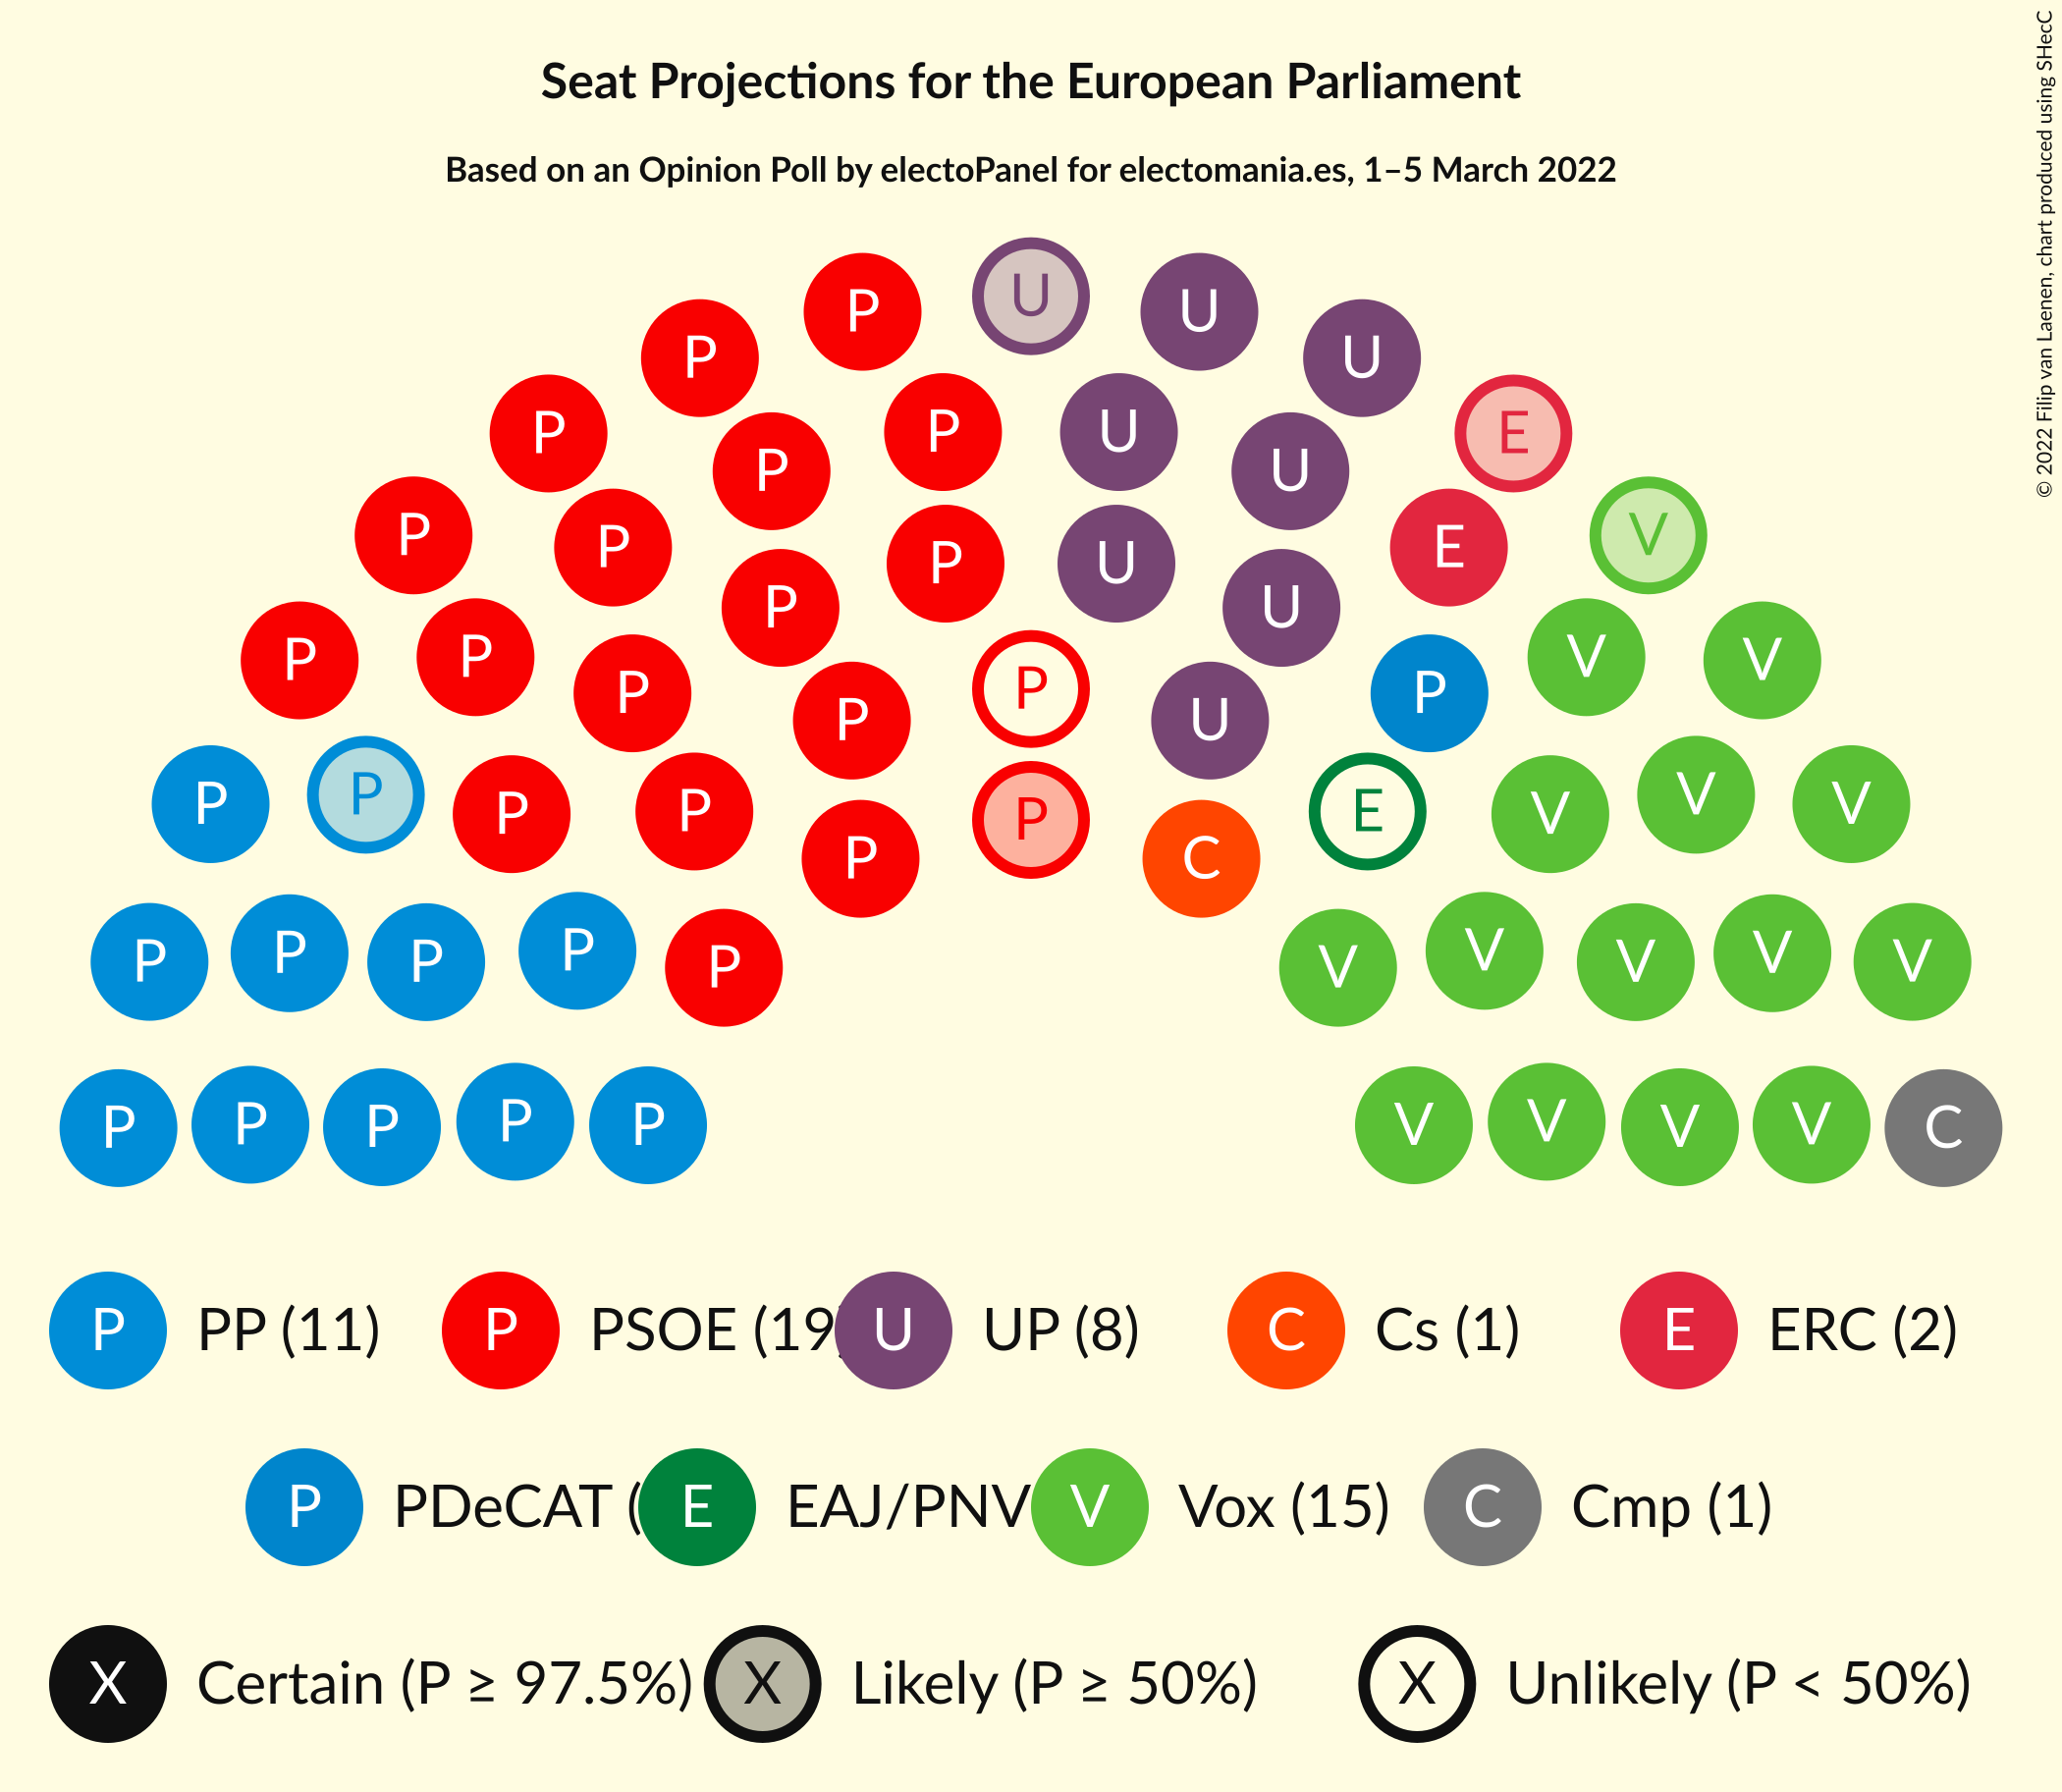 Seat Projections for the European Parliament
Based on an Opinion Poll by electoPanel for electomania.es, 1–5 March 2022
© 2022 Filip van Laenen, chart produced using SHecC
U
P U
P U
P P U E
P U
P P P U E V
P U
P P P P P V V
P U
P P P P P E V V V
P C
P P P P P V V V V V
P P P P P V V V V C
P PP (11) P PSOE (19 U UP (8) C Cs (1) E ERC (2)
P PDeCAT ( E EAJ/PNV V Vox (15) C Cmp (1)
X Certain (P ≥ 97.5%) X Likely (P ≥ 50%) X Unlikely (P < 50%)